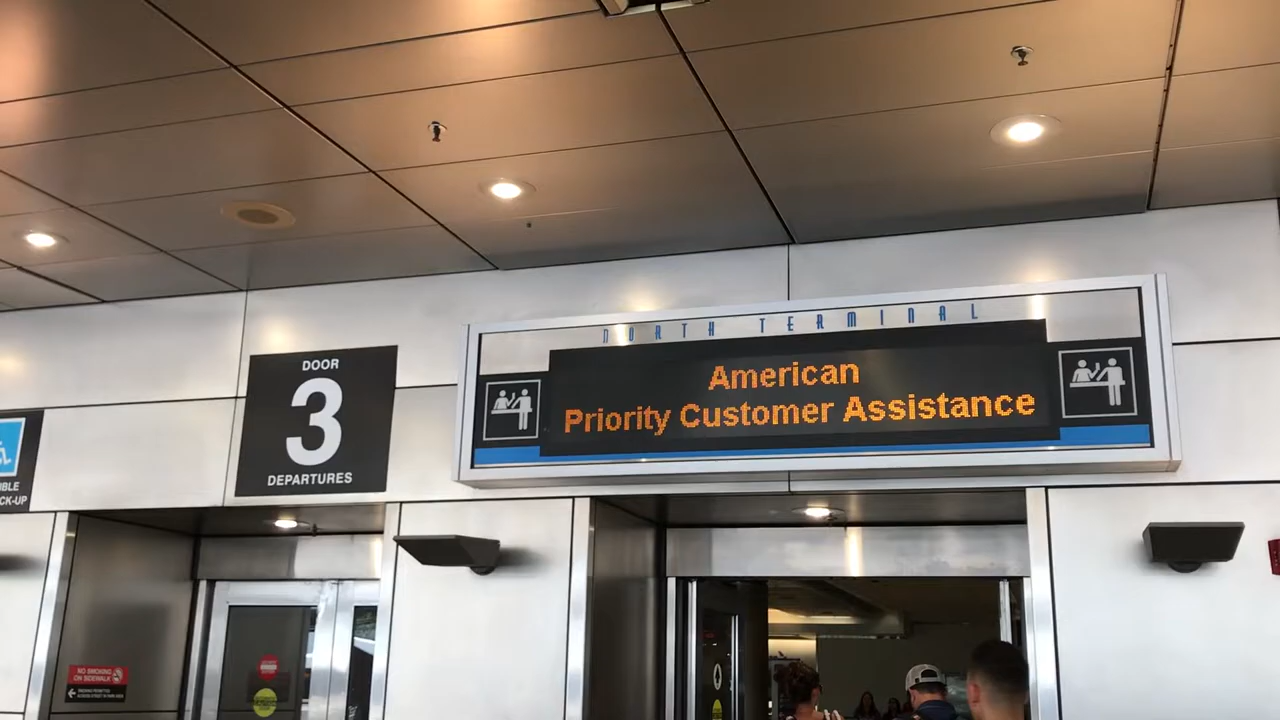 NORTH TERMINAL
American
Priority Customer Assistance
DOOR
3
DEPARTURES
NO SMOKING
ON SIDEWALK